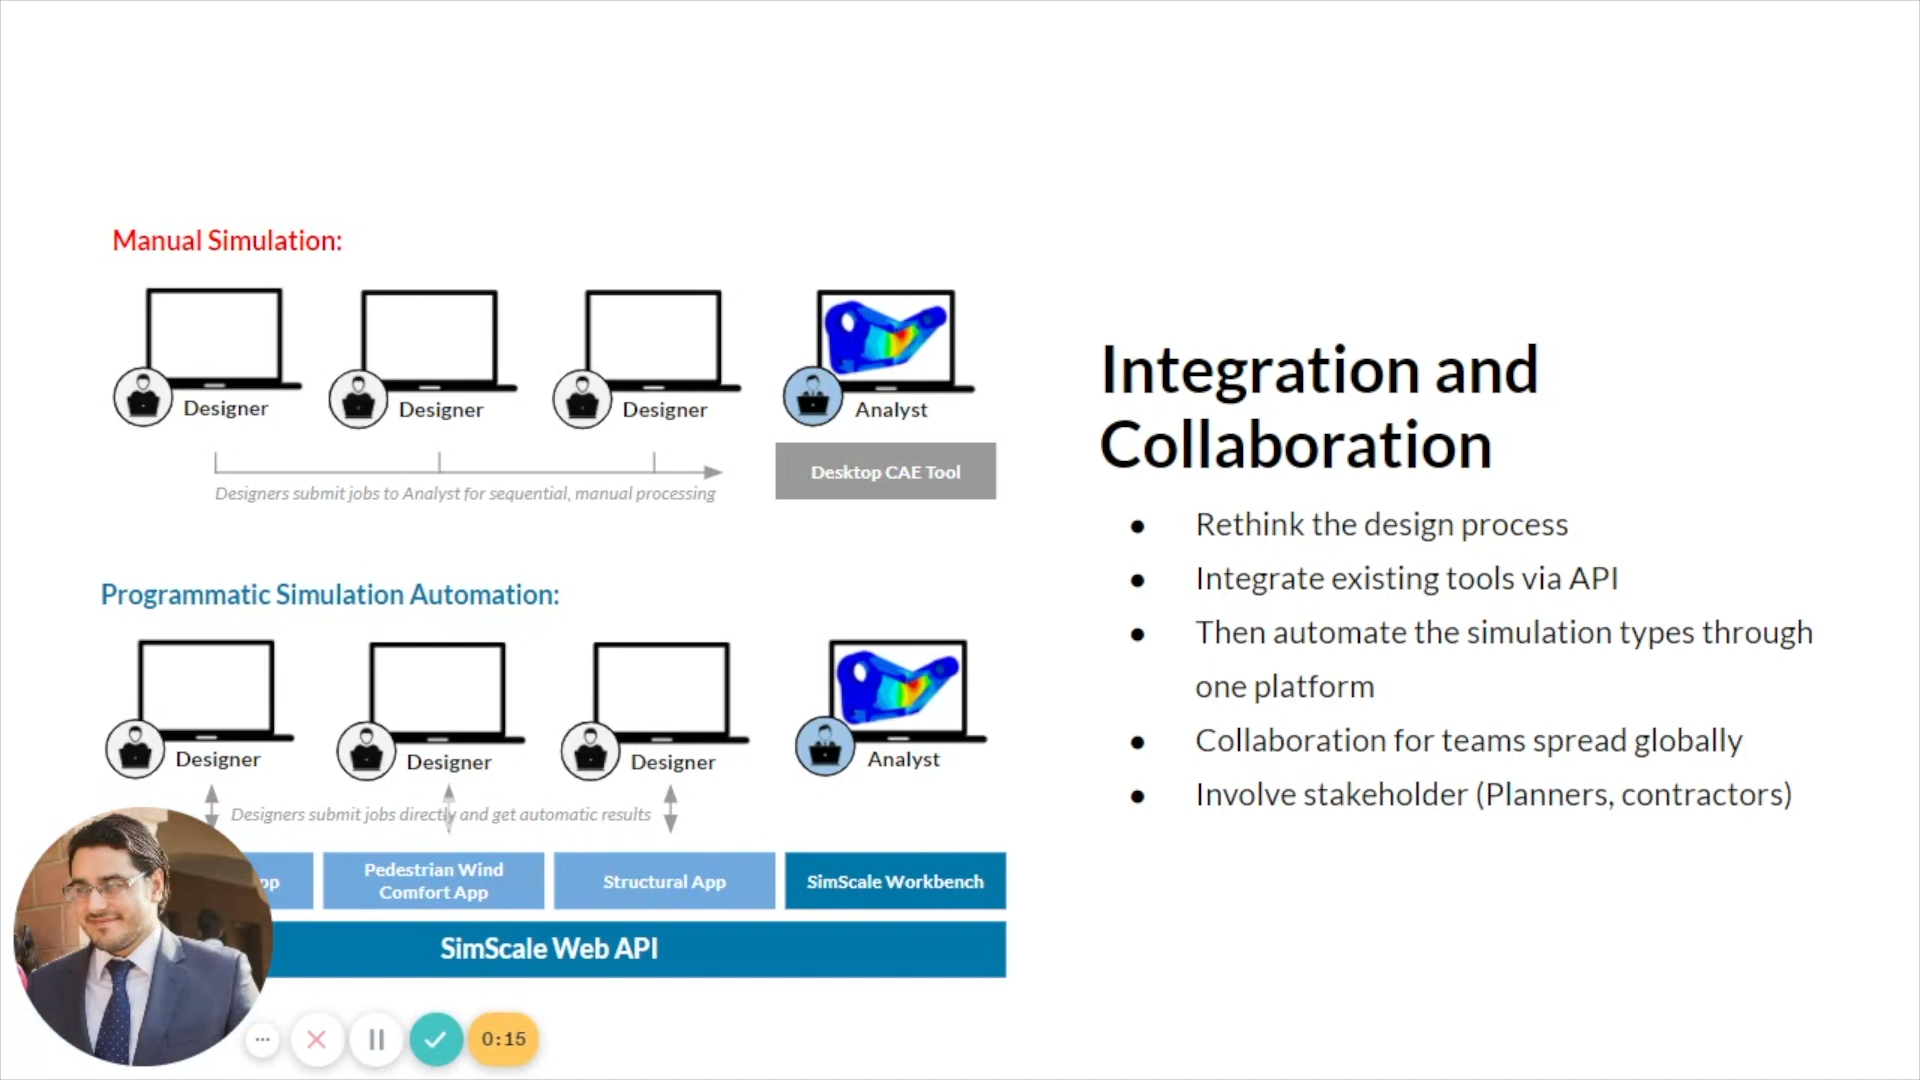 Manual Simulation:
Designer
Designer
Designer
Analyst
Designers submit jobs to Analyst for sequential, manual processing
Desktop CAE Tool
Programmatic Simulation Automation:
Designer
Designer
Designer
Analyst
Designers submit jobs directly and get automatic results
pp
Pedestrian Wind
Comfort App
Structural App
SimScale Workbench
SimScale Web API
0:15
Integration and
Collaboration
● Rethink the design process
● Integrate existing tools via API
● Then automate the simulation types through
one platform
● Collaboration for teams spread globally
● Involve stakeholder (Planners, contractors)